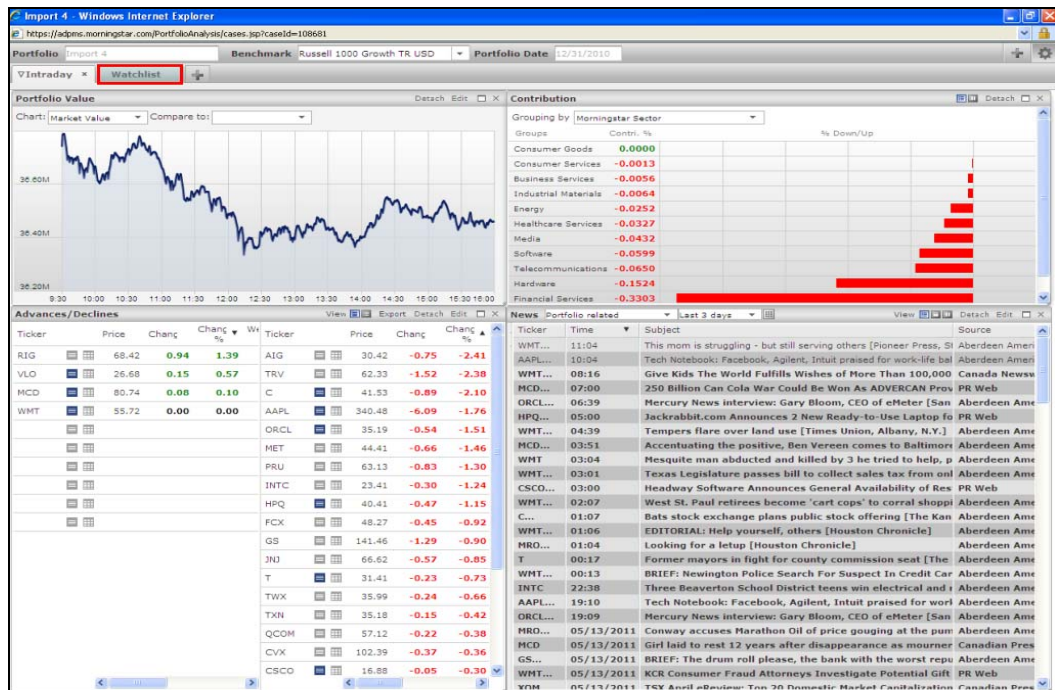 Import 4 - Windows Internet Explorer
https://adpms.morningstar.com/PortfolioAnalysis/cases.jsp?caseId=108681
Portfolio Import 4 Benchmark Russell 1000 Growth TR USD Portfolio Date 12/31/2010
Intraday × Watchlist
Portfolio Value Detach Edit
Chart: Market Value Compare to:
36.60M
36.40M
36.20M
9:30 10:00 10:30 11:00 11:30 12:00 12:30 13:00 13:30 14:00 14:30 15:00 15:30 16:00
Contribution Detach
Grouping by Morningstar Sector
Groups Contri. % % Down/Up
Consumer Goods 0.0000
Consumer Services -0.0013
Business Services -0.0056
Industrial Materials -0.0064
Energy -0.0252
Healthcare Services -0.0327
Media -0.0432
Software -0.0599
Telecommunications -0.0650
Hardware -0.1524
Financial Services -0.3303
Advances/Declines View Export Detach Edit
Ticker Price Chang Chang % We
RIG 68.42 0.94 1.39
VLO 26.68 0.15 0.57
MCD 80.74 0.08 0.10
WMT 55.72 0.00 0.00
Ticker Price Chang Chang %
AIG 30.42 -0.75 -2.41
TRV 62.33 -1.52 -2.38
C 41.53 -0.89 -2.10
AAPL 340.48 -6.09 -1.76
ORCL 35.19 -0.54 -1.51
MET 44.41 -0.66 -1.46
PRU 63.13 -0.83 -1.30
INTC 23.41 -0.30 -1.24
HPQ 40.41 -0.47 -1.15
FCX 48.27 -0.45 -0.92
GS 141.46 -1.29 -0.90
JNJ 66.62 -0.57 -0.85
T 31.41 -0.23 -0.73
TWX 35.99 -0.24 -0.66
TXN 35.18 -0.15 -0.42
QCOM 57.12 -0.22 -0.38
CVX 102.39 -0.37 -0.36
CSCO 16.88 -0.05 -0.30
News Portfolio related Last 3 days View Detach Edit
Ticker Time Subject Source
WMT... 11:04 This mom is struggling - but still serving others [Pioneer Press, St Aberdeen Ameri
AAPL... 10:04 Tech Notebook: Facebook, Agilent, Intuit praised for work-life bal Aberdeen Ameri
WMT... 08:16 Give Kids The World Fulfills Wishes of More Than 100,000 Canada Newsw
MCD... 07:00 250 Billion Can Cola War Could Be Won As ADVERCAN Prov PR Web
ORCL... 06:39 Mercury News interview: Gary Bloom, CEO of eMeter [San Aberdeen Ame
HPQ... 05:00 Jackrabbit.com Announces 2 New Ready-to-Use Laptop fo PR Web
WMT... 04:39 Tempers flare over land use [Times Union, Albany, N.Y.] Aberdeen Ame
MCD... 03:51 Accentuating the positive, Ben Vereen comes to Baltimore Aberdeen Ame
WMT 03:04 Mesquite man abducted and killed by 3 he tried to help, p Aberdeen Ame
WMT... 03:01 Texas Legislature passes bill to collect sales tax from onl Aberdeen Ame
CSCO... 03:00 Headway Software Announces General Availability of Res PR Web
WMT... 02:07 West St. Paul retirees become 'cart cops' to corral shoppi Aberdeen Ame
C... 01:07 Bats stock exchange plans public stock offering [The Kan Aberdeen Ame
WMT... 01:06 EDITORIAL: Help yourself, others [Houston Chronicle] Aberdeen Ame
MRO... 01:04 Looking for a letup [Houston Chronicle] Aberdeen Ame
T 00:17 Former mayors in fight for county commission seat [The Aberdeen Ame
WMT... 00:13 BRIEF: Newington Police Search For Suspect In Credit Car Aberdeen Ame
INTC 22:38 Three Beaverton School District teens win electrical and Aberdeen Ame
AAPL... 19:10 Tech Notebook: Facebook, Agilent, Intuit praised for worl Aberdeen Ame
ORCL... 19:09 Mercury News interview: Gary Bloom, CEO of eMeter [San Aberdeen Ame
MRO... 05/13/2011 Conway accuses Marathon Oil of price gouging at the pum Aberdeen Ame
MCD 05/13/2011 Girl laid to rest 12 years after disappearance as mourner Canadian Pres
GS... 05/13/2011 BRIEF: The drum roll please, the bank with the worst repu Aberdeen Ame
WMT... 05/13/2011 KCR Consumer Fraud Attorneys Investigate Potential Gift PR Web
XOM 05/13/2011 TSX April eReview: Top 20 Domestic Market Capitalization Canadian Pres